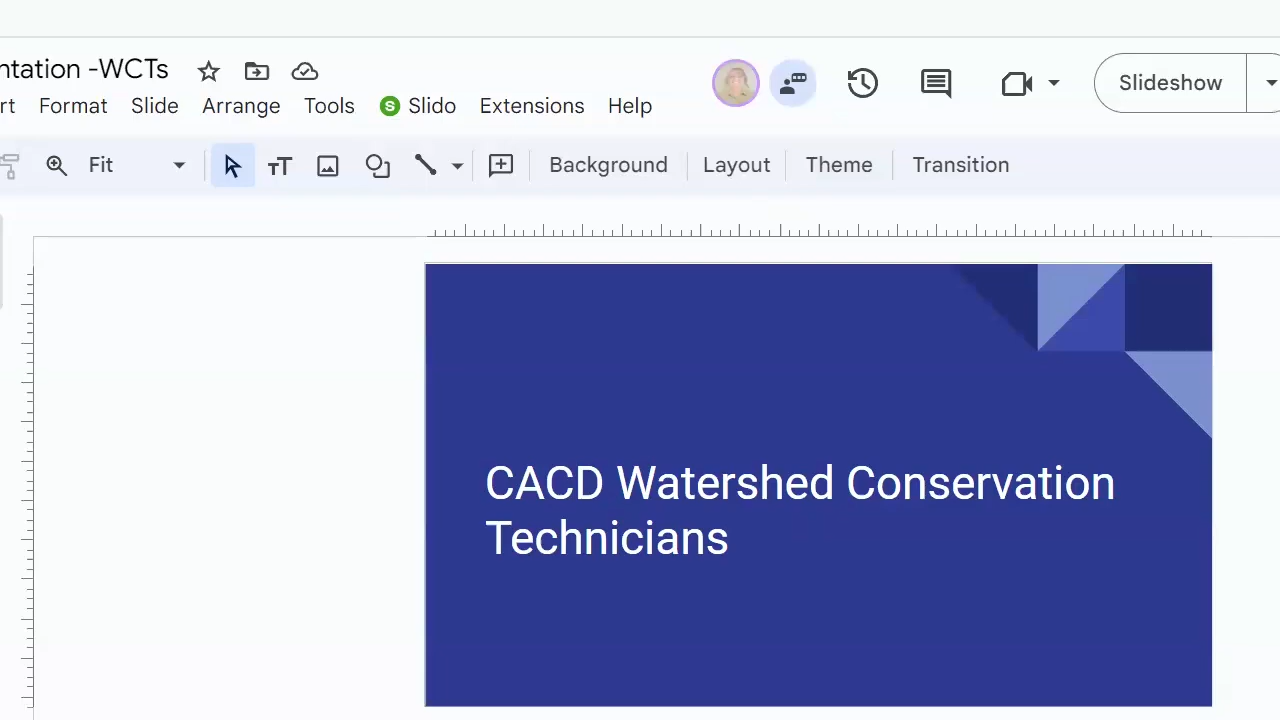 ntation -WCTs
rt Format Slide Arrange Tools S Slido Extensions Help
Slideshow
Fit Background Layout Theme Transition
CACD Watershed Conservation
Technicians